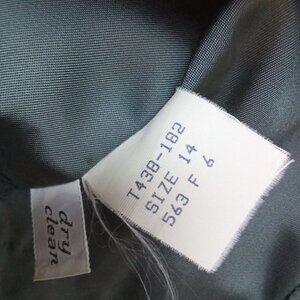 T438-182
SIZE 14
563 F 6
dry
clean